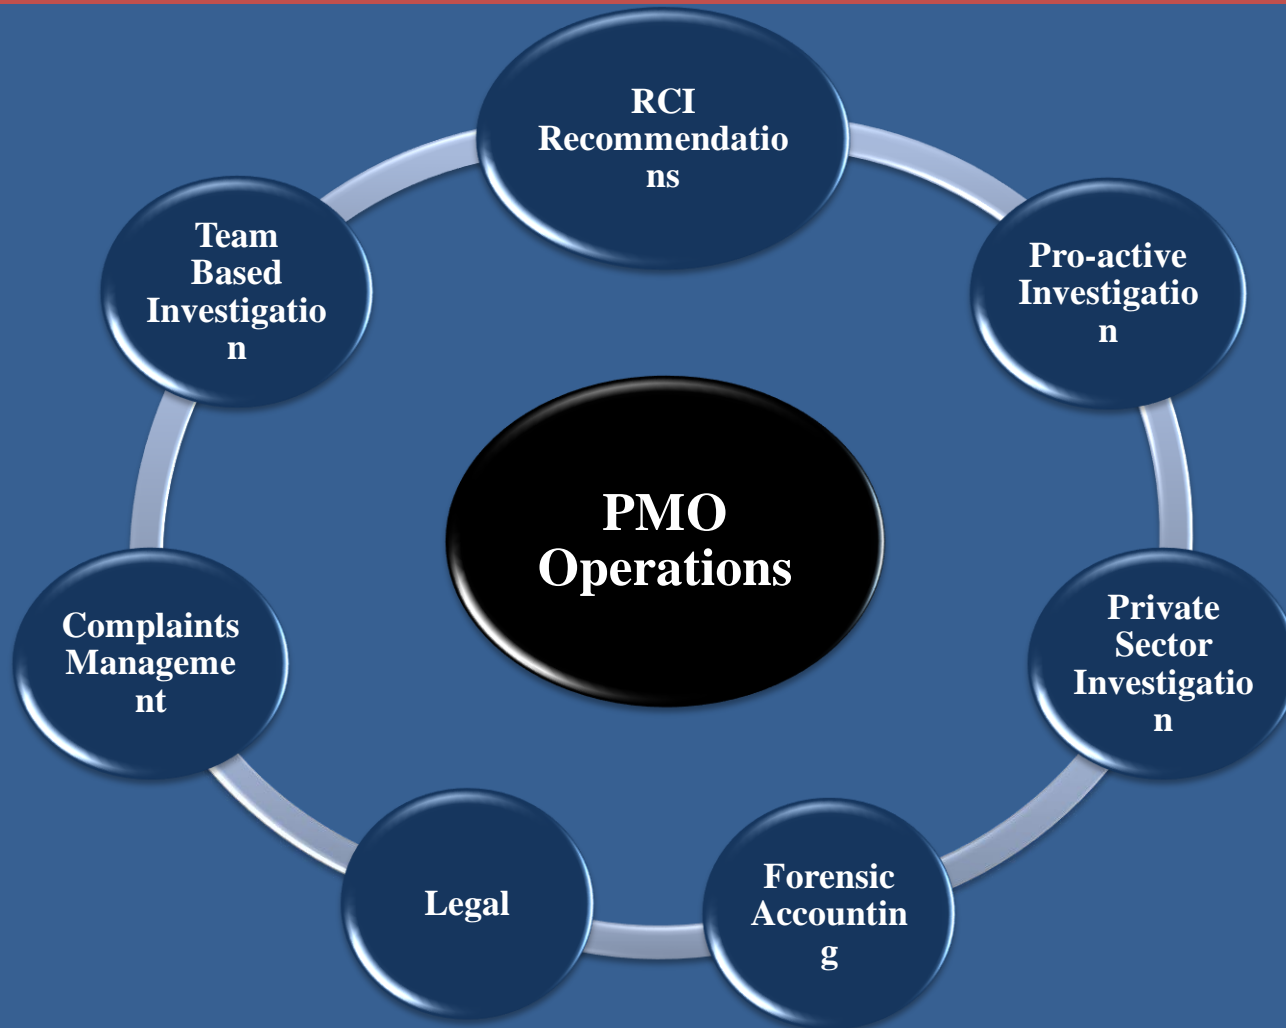 RCI
Recommendatio
ns
Pro-active
Investigatio
n
Private
Sector
Investigatio
n
Forensic
Accountin
g
Legal
Complaints
Manageme
nt
Team
Based
Investigatio
n
PMO
Operations